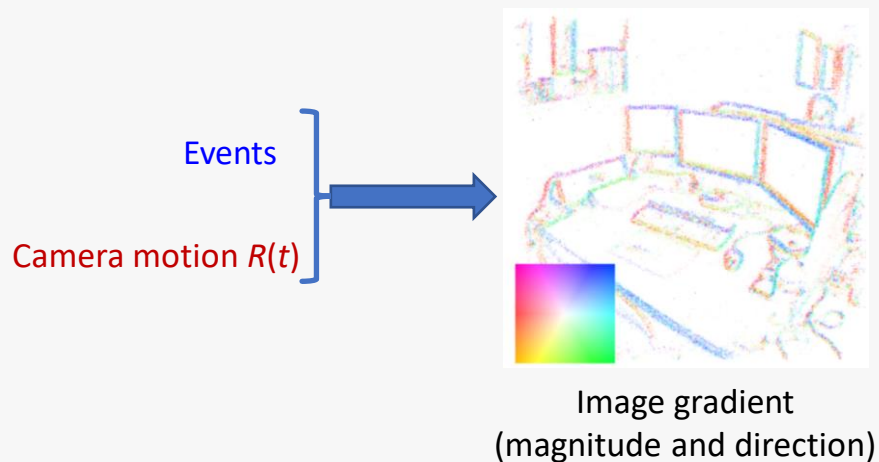 Events
Camera motion R(t)
Image gradient
(magnitude and direction)